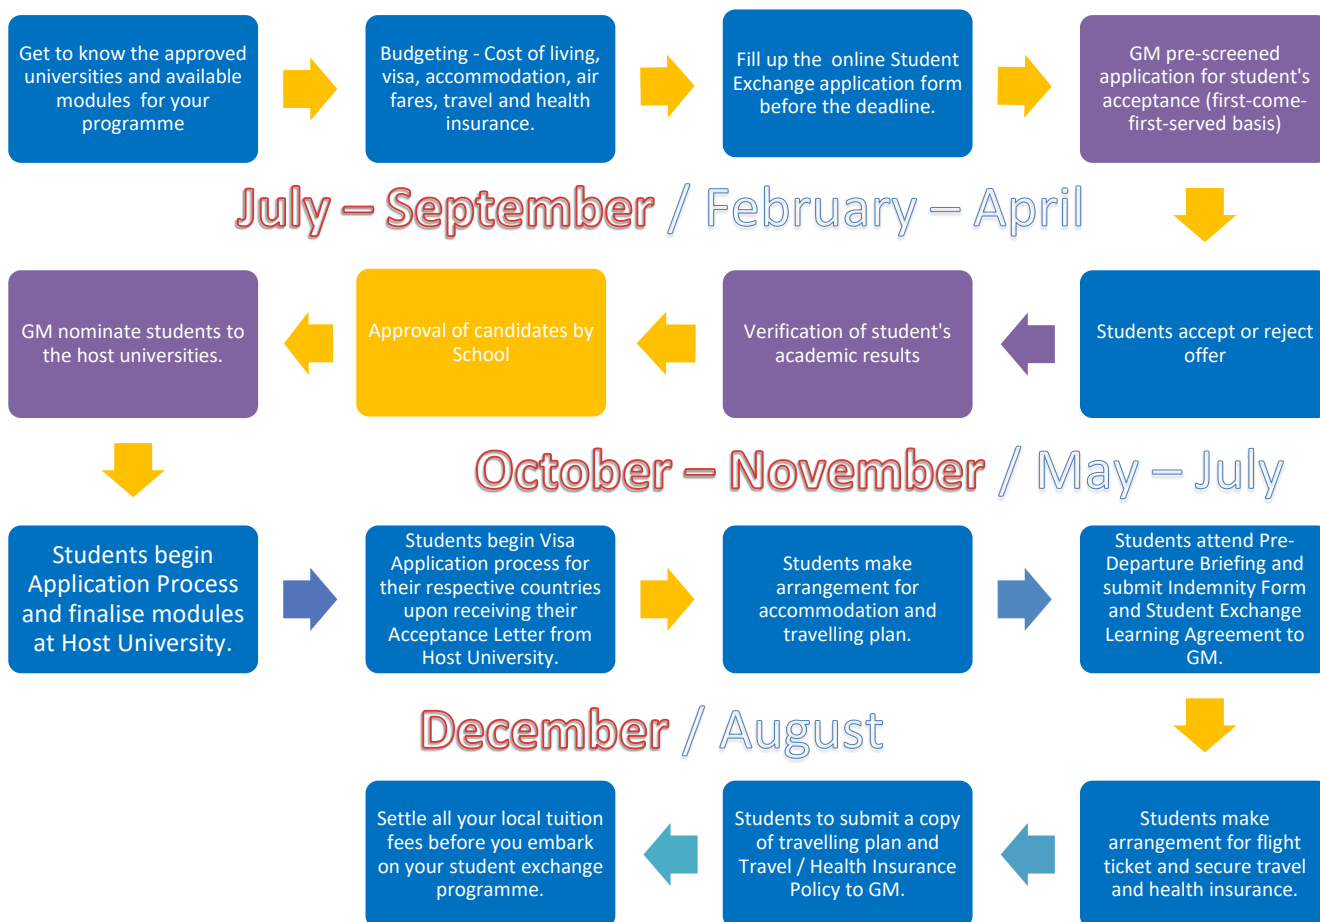 Get to know the approved
universities and available
modules for your
programme
Budgeting - Cost of living,
visa, accommodation, air
fares, travel and health
insurance.
Fill up the online Student
Exchange application form
before the deadline.
GM pre-screened
application for student's
acceptance (first-come-
first-served basis)
July – September / February – April
Students accept or reject
offer
Verification of student's
academic results
Approval of candidates by
School
GM nominate students to
the host universities.
October – November / May – July
Students begin
Application Process
and finalise modules
at Host University.
Students begin Visa
Application process for
their respective countries
upon receiving their
Acceptance Letter from
Host University.
Students make
arrangement for
accommodation and
travelling plan.
Students attend Pre-
Departure Briefing and
submit Indemnity Form
and Student Exchange
Learning Agreement to
GM.
December / August
Students make
arrangement for flight
ticket and secure travel
and health insurance.
Students to submit a copy
of travelling plan and
Travel / Health Insurance
Policy to GM.
Settle all your local tuition
fees before you embark
on your student exchange
programme.